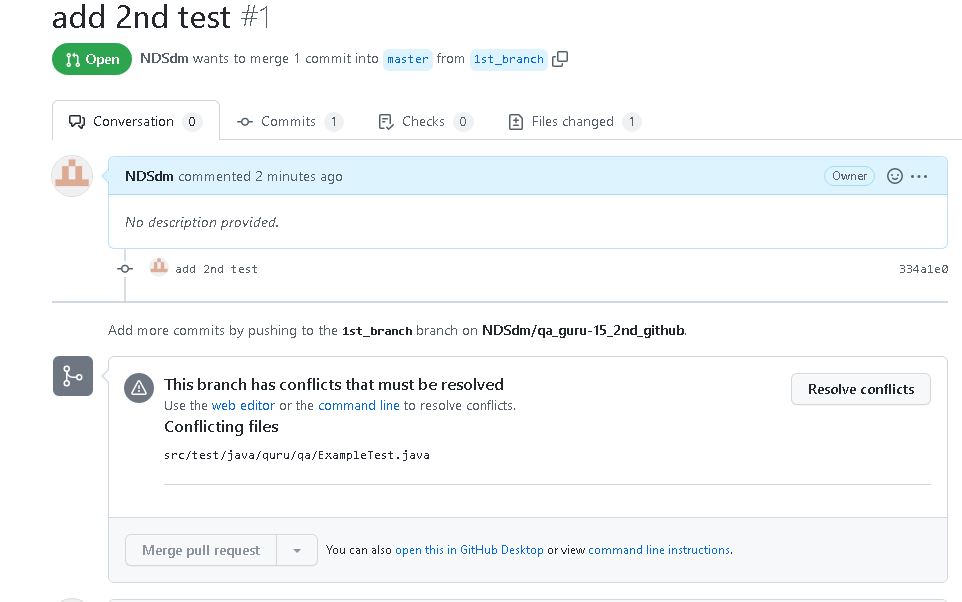 add 2nd test #1
Open NDSdm wants to merge 1 commit into master from 1st_branch
Conversation 0 Commits 1 Checks 0 Files changed 1
NDSdm commented 2 minutes ago Owner
No description provided.
add 2nd test 334a1e0
Add more commits by pushing to the 1st_branch branch on NDSdm/qa_guru-15_2nd_github.
This branch has conflicts that must be resolved
Resolve conflicts
Use the web editor or the command line to resolve conflicts.
Conflicting files
src/test/java/quru/qa/ExampleTest.java
Merge pull request You can also open this in GitHub Desktop or view command line instructions.